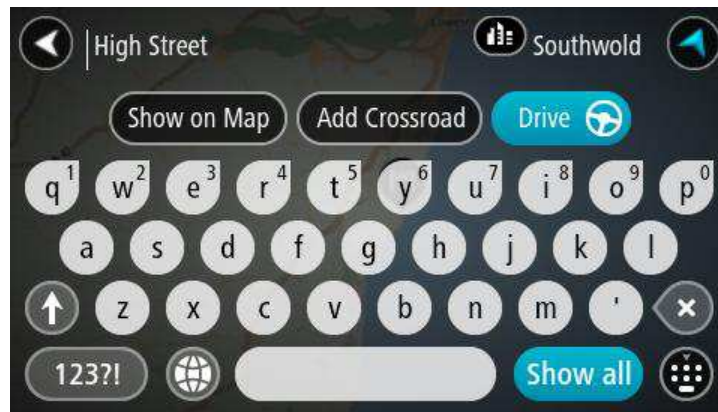 High Street Southwold
Show on Map Add Crossroad Drive
q1 w2 e3 r4 t5 y6 u7 i8 o9 p0
a s d f g h j k l
z x c v b n m '
123?! Show all